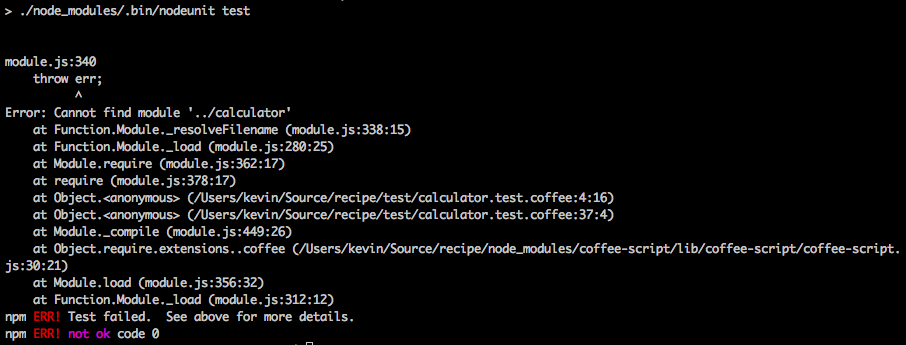 > ./node_modules/.bin/nodeunit test
module.js:340
    throw err;
          ^
Error: Cannot find module '../calculator'
    at Function.Module._resolveFilename (module.js:338:15)
    at Function.Module._load (module.js:280:25)
    at Module.require (module.js:362:17)
    at require (module.js:378:17)
    at Object.<anonymous> (/Users/kevin/Source/recipe/test/calculator.test.coffee:4:16)
    at Object.<anonymous> (/Users/kevin/Source/recipe/test/calculator.test.coffee:37:4)
    at Module._compile (module.js:449:26)
    at Object.require.extensions..coffee (/Users/kevin/Source/recipe/node_modules/coffee-script/lib/coffee-script/coffee-script.
js:30:21)
    at Module.load (module.js:356:32)
    at Function.Module._load (module.js:312:12)
npm ERR! Test failed.  See above for more details.
npm ERR! not ok code 0